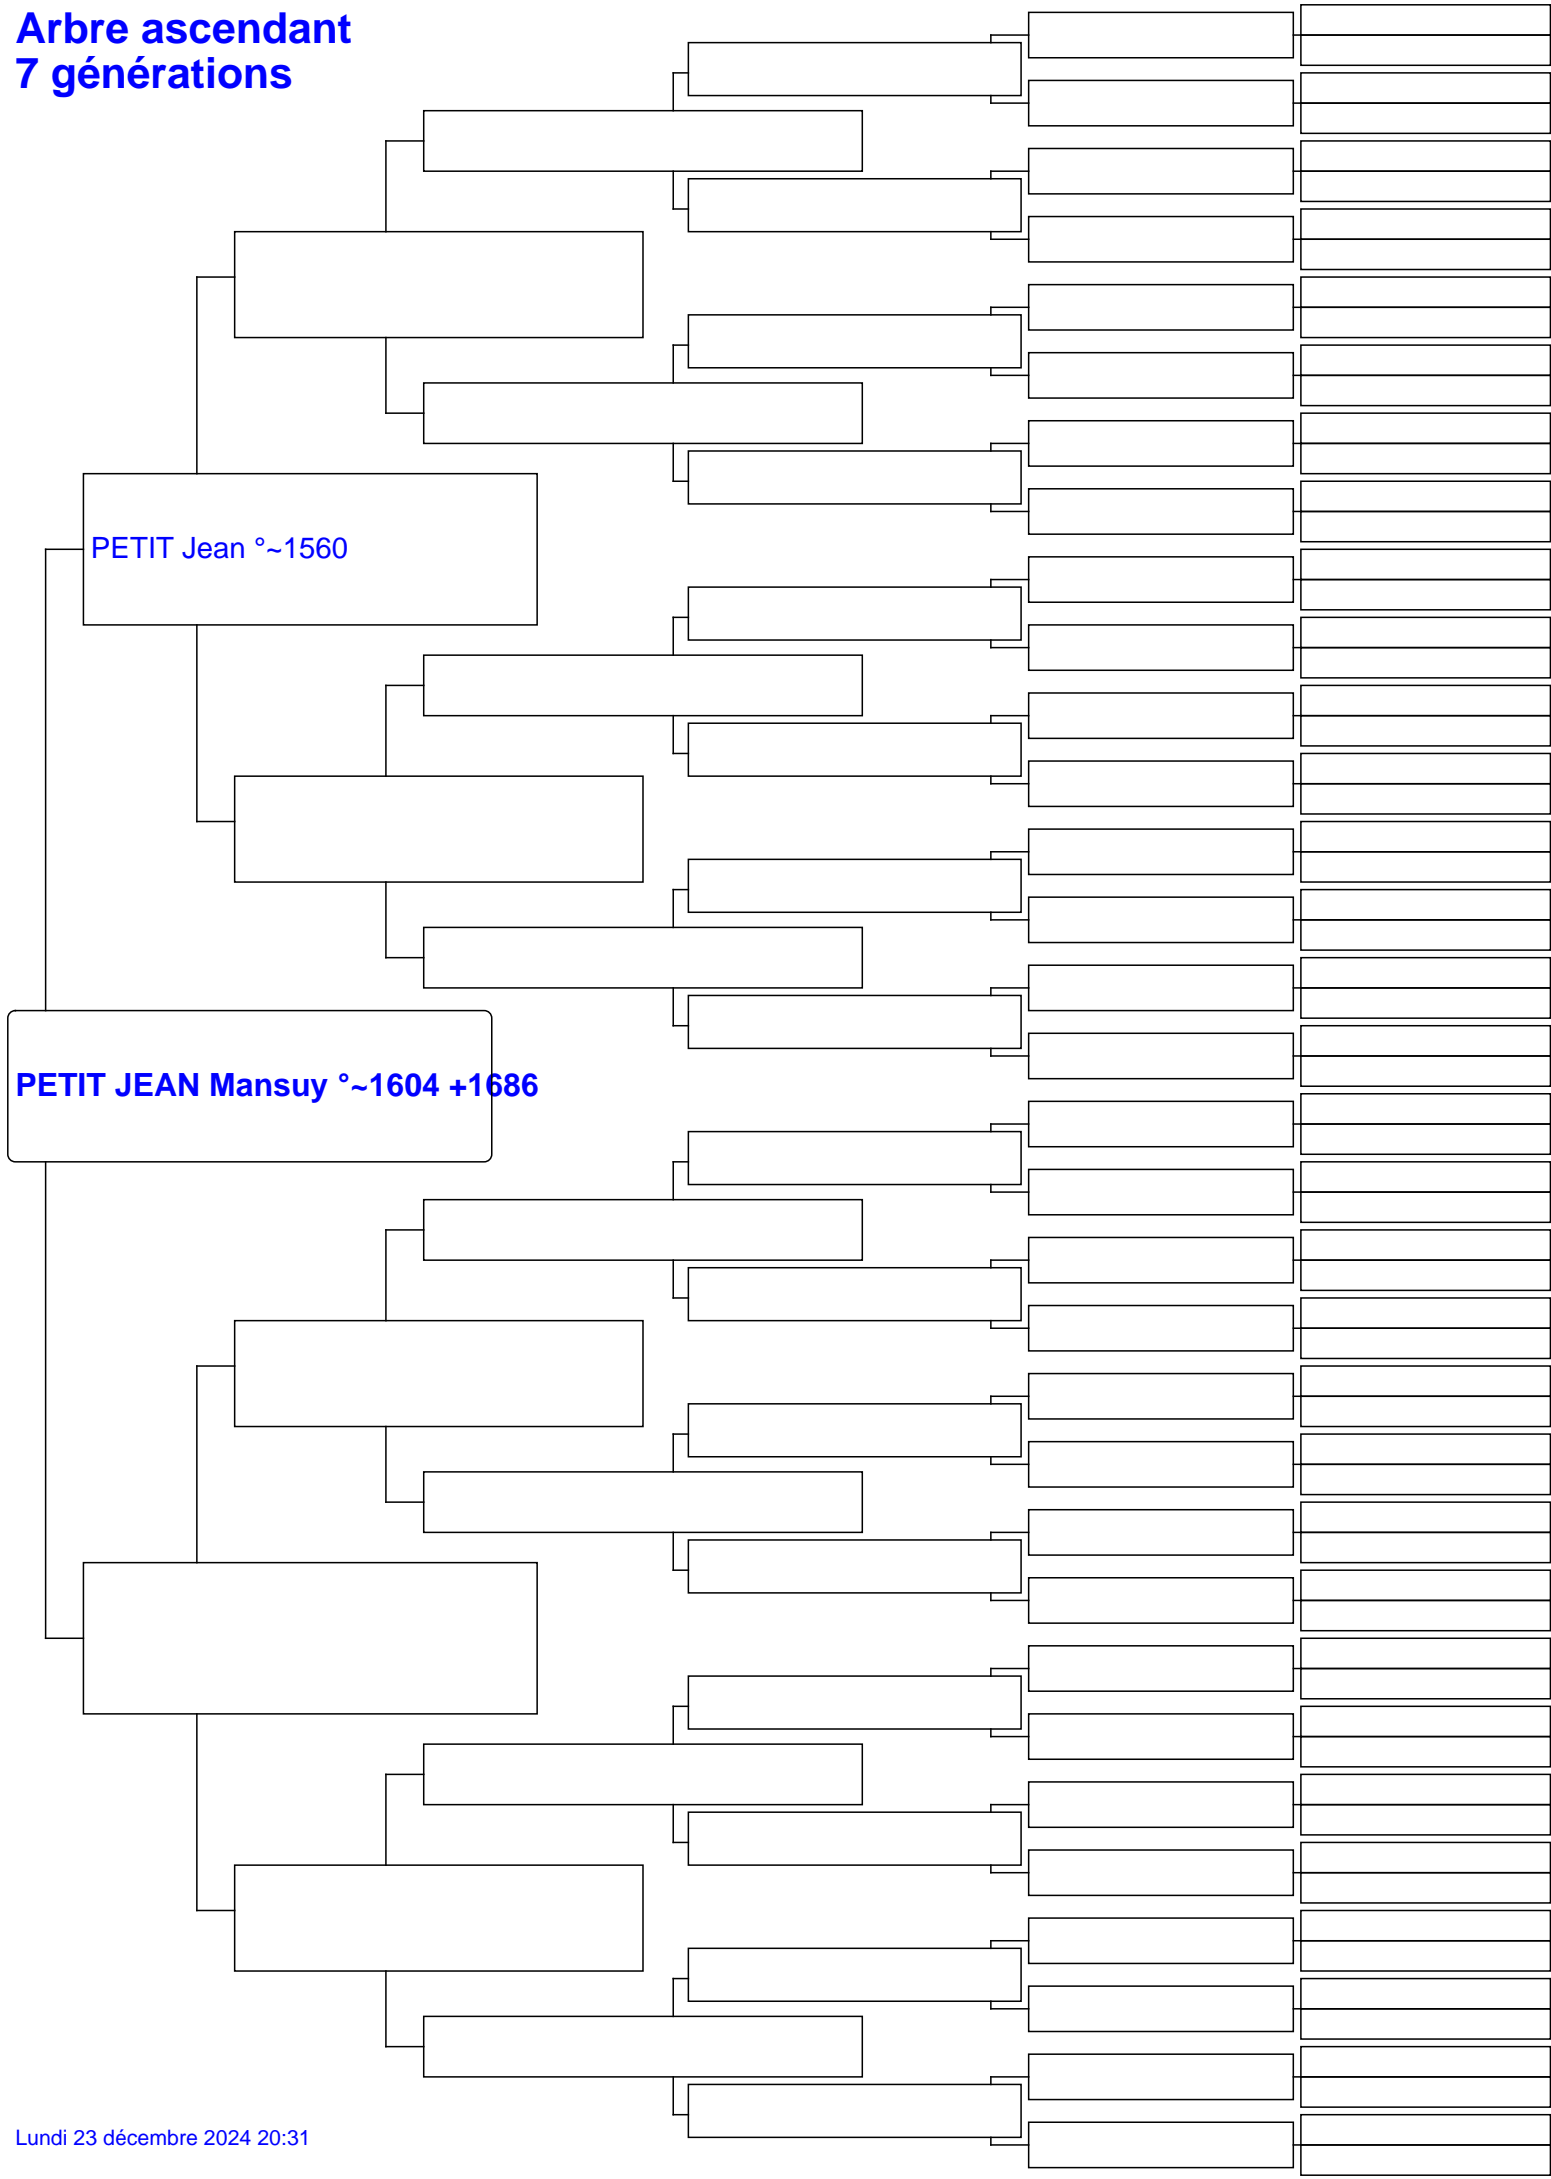 Arbre ascendant
7 générations
PETIT Jean °~1560
PETIT JEAN Mansuy °~1604 +1686
Lundi 23 décembre 2024 20:31